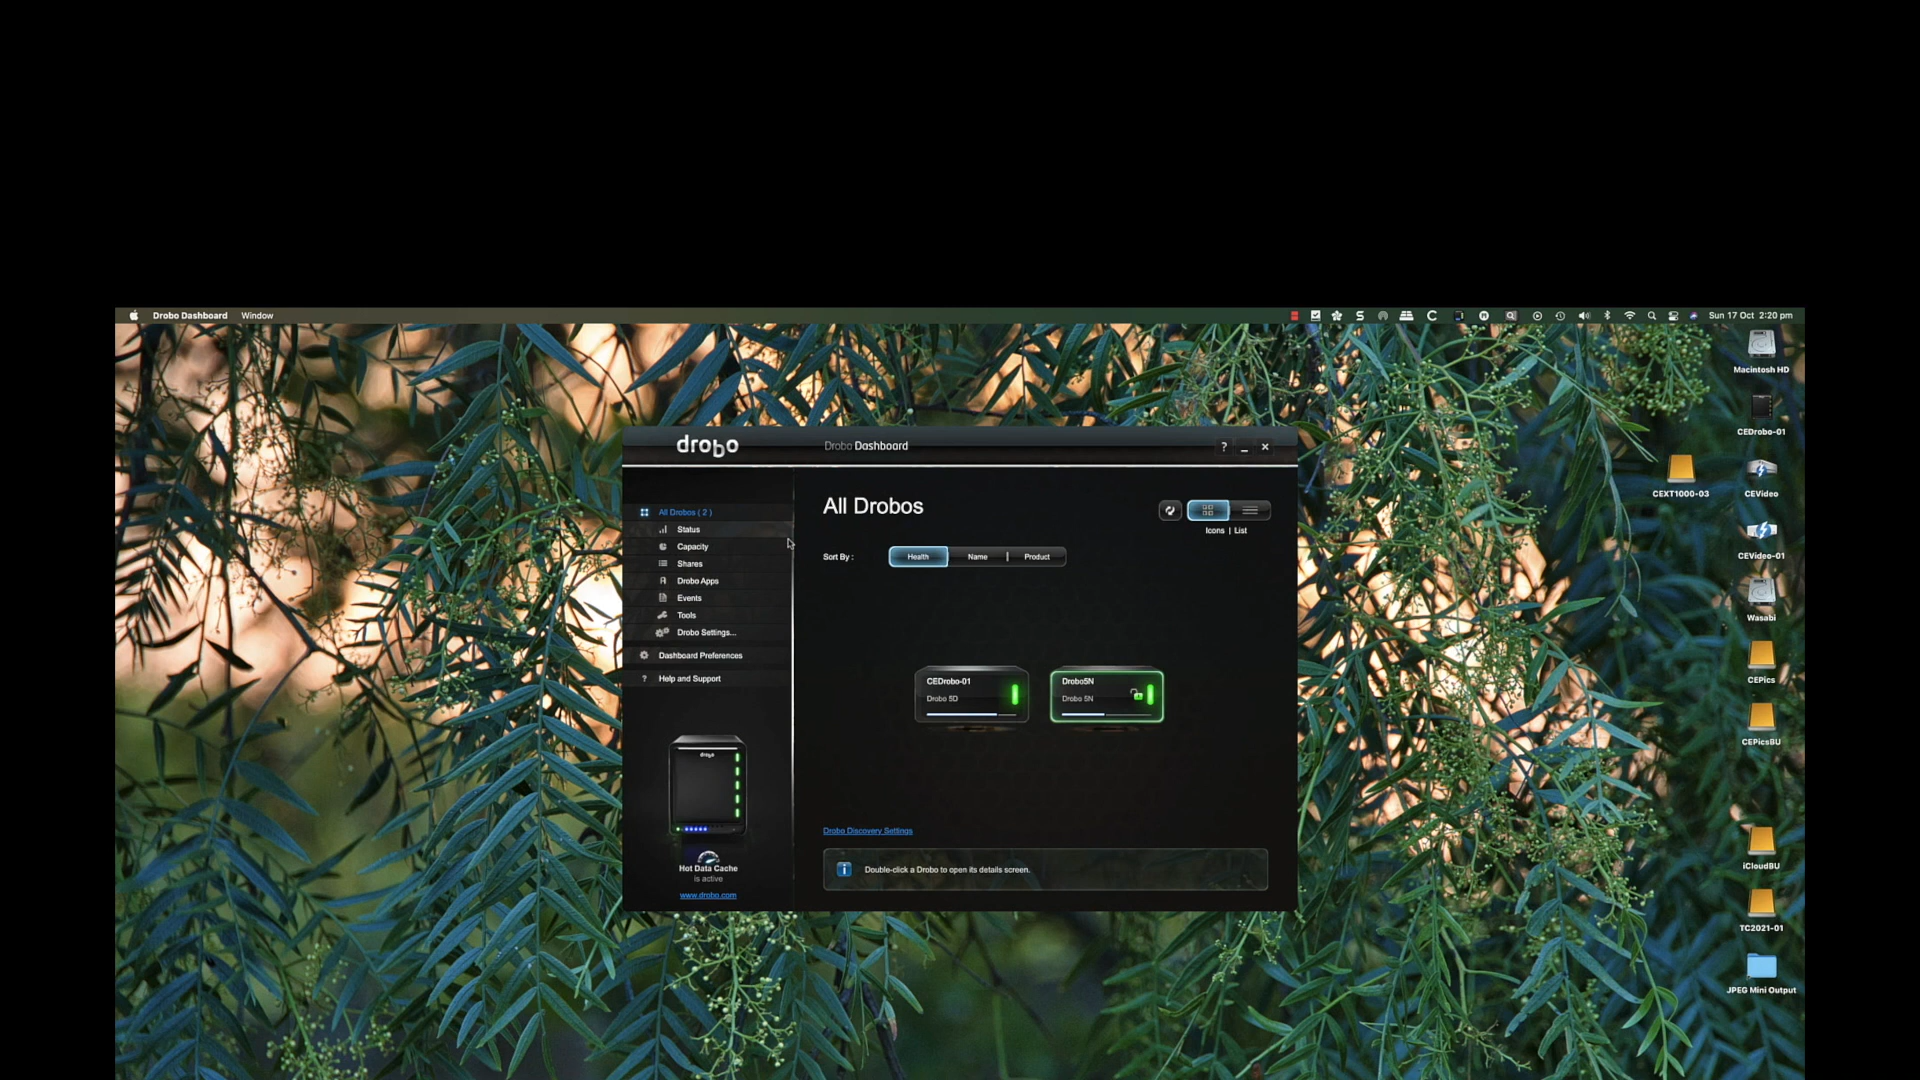 Drobo Dashboard Window
Sun 17 Oct 2:20 pm
Macintosh HD
CEDrobo-01
CEXT1000-03
CEVideo
CEVideo-01
Wasabi
CEPics
CEPicsBU
iCloudBU
TC2021-01
JPEG Mini Output
drobo
Drobo Dashboard
?
All Drobos ( 2 )
Status
Capacity
Shares
Drobo Apps
Events
Tools
Drobo Settings...
Dashboard Preferences
? Help and Support
drobo
Hot Data Cache
is active
www.drobo.com
All Drobos
Icons | List
Sort By :
Health
Name
Product
CEDrobo-01
Drobo 5D
Drobo5N
Drobo 5N
Drobo Discovery Settings
Double-click a Drobo to open its details screen.